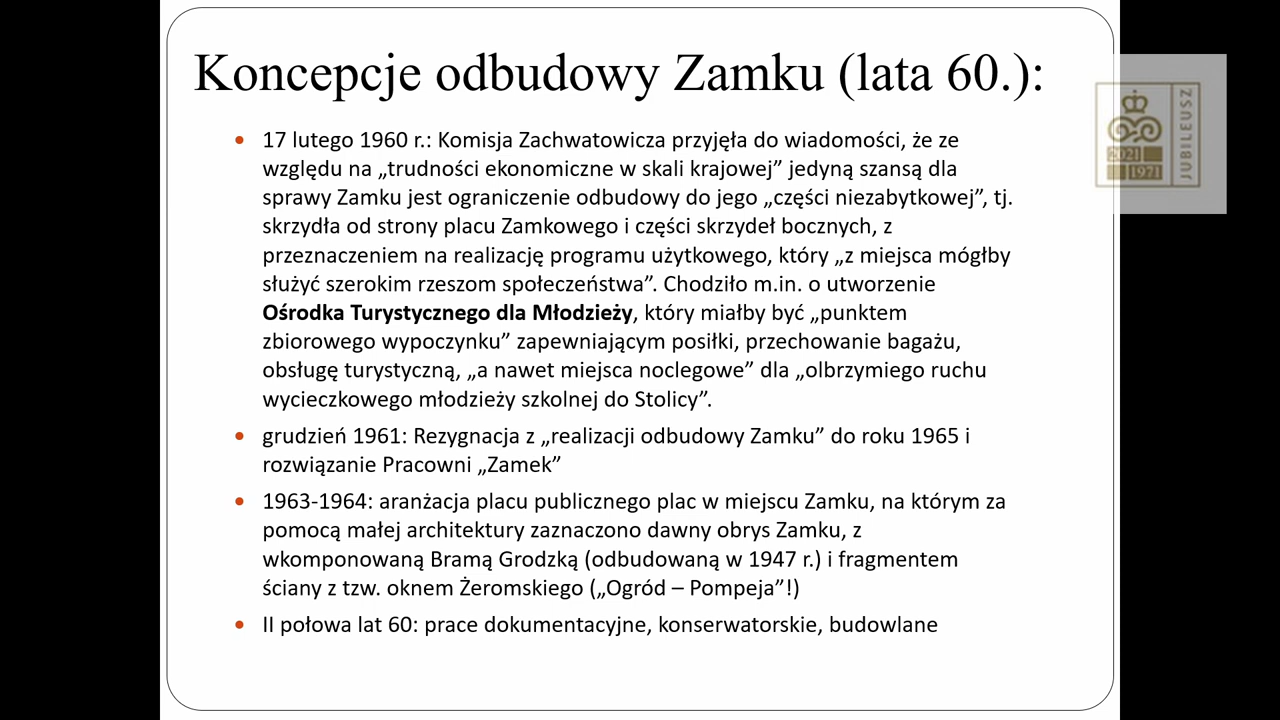 Koncepcje odbudowy Zamku (lata 60.):
• 17 lutego 1960 r.: Komisja Zachwatowicza przyjęła do wiadomości, że ze
względu na „trudności ekonomiczne w skali krajowej” jedyną szansą dla
sprawy Zamku jest ograniczenie odbudowy do jego „części niezabytkowej”, tj.
skrzydła od strony placu Zamkowego i części skrzydeł bocznych, z
przeznaczeniem na realizację programu użytkowego, który „z miejsca mógłby
służyć szerokim rzeszom społeczeństwa”. Chodziło m.in. o utworzenie
Ośrodka Turystycznego dla Młodzieży, który miałby być „punktem
zbiorowego wypoczynku” zapewniającym posiłki, przechowanie bagażu,
obsługę turystyczną, „a nawet miejsca noclegowe” dla „olbrzymiego ruchu
wycieczkowego młodzieży szkolnej do Stolicy”.
• grudzień 1961: Rezygnacja z „realizacji odbudowy Zamku” do roku 1965 i
rozwiązanie Pracowni „Zamek”
• 1963-1964: aranżacja placu publicznego plac w miejscu Zamku, na którym za
pomocą małej architektury zaznaczono dawny obrys Zamku, z
wkomponowaną Bramą Grodzką (odbudowaną w 1947 r.) i fragmentem
ściany z tzw. oknem Żeromskiego („Ogród – Pompeja”!)
• II połowa lat 60: prace dokumentacyjne, konserwatorskie, budowlane
2021
1971
JUBILEUSZ